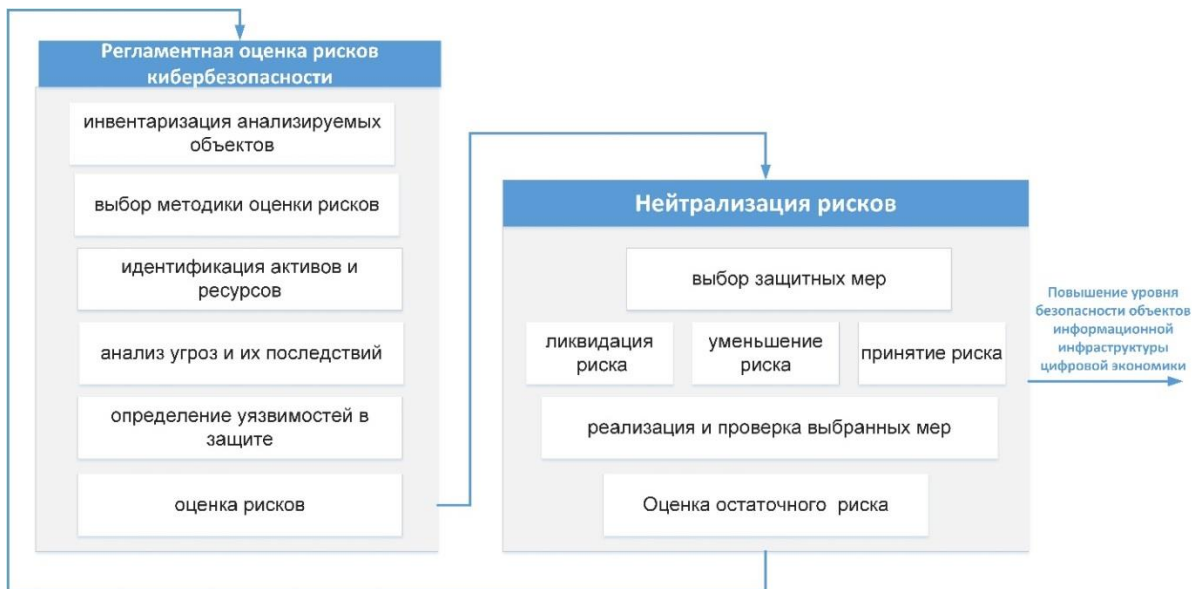 Регламентная оценка рисков
кибербезопасности
инвентаризация анализируемых
объектов
выбор методики оценки рисков
идентификация активов и
ресурсов
анализ угроз и их последствий
определение уязвимостей в
защите
оценка рисков
Нейтрализация рисков
выбор защитных мер
ликвидация
риска
уменьшение
риска
принятие риска
реализация и проверка выбранных мер
Оценка остаточного риска
Повышение уровня
безопасности объектов
информационной
инфраструктуры
цифровой экономики